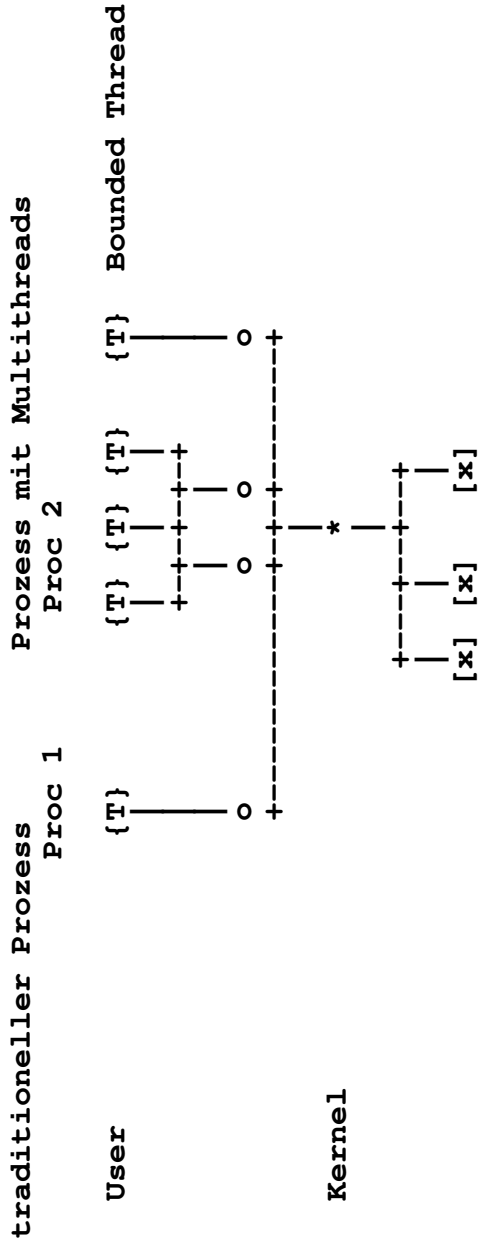 traditioneller Prozess Prozess mit Multithreads
Proc 1 Proc 2
User {T} {T} {T} {T} {T} Bounded Thread
O O O O
Kernel *
[x] [x] [x]